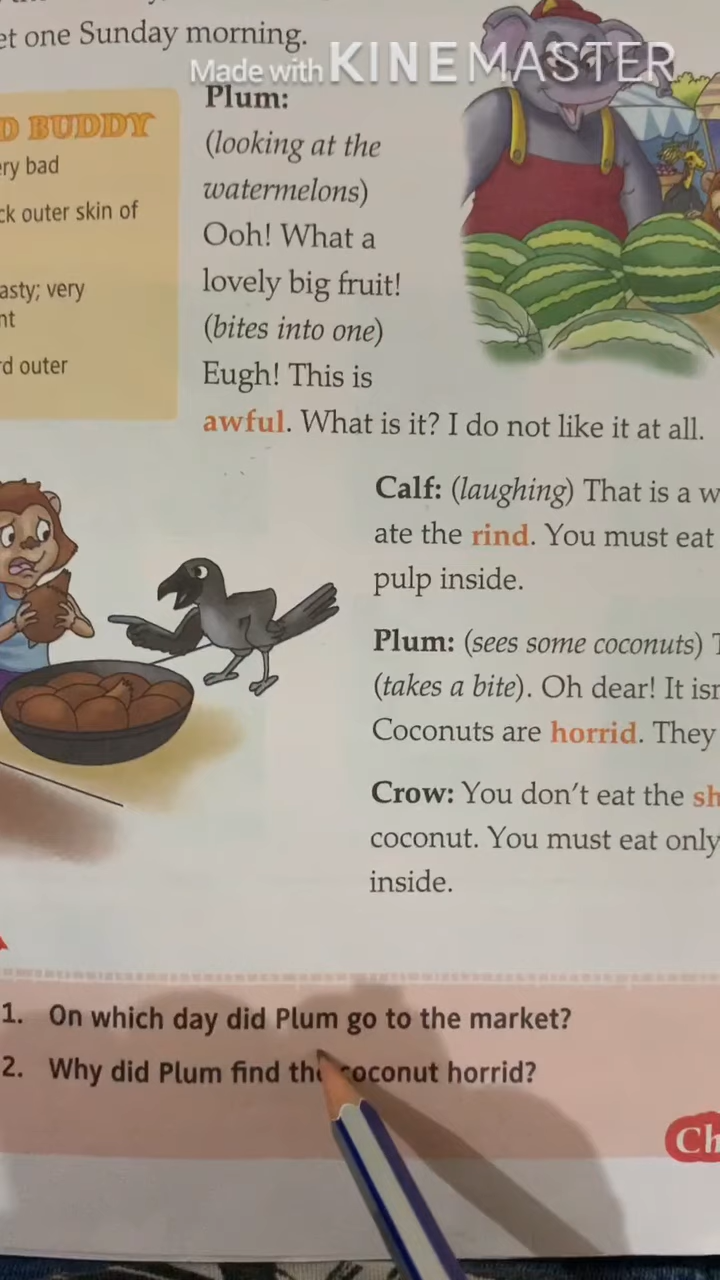 et one Sunday morning.
Made with KINEMASTER
D BUDDY
ery bad
ck outer skin of
asty; very
nt
rd outer
Plum:
(looking at the
watermelons)
Ooh! What a
lovely big fruit!
(bites into one)
Eugh! This is
awful. What is it? I do not like it at all.
Calf: (laughing) That is a w
ate the rind. You must eat
pulp inside.
Plum: (sees some coconuts) T
(takes a bite). Oh dear! It isn
Coconuts are horrid. They
Crow: You don't eat the sh
coconut. You must eat only
inside.
1. On which day did Plum go to the market?
2. Why did Plum find the coconut horrid?
Ch